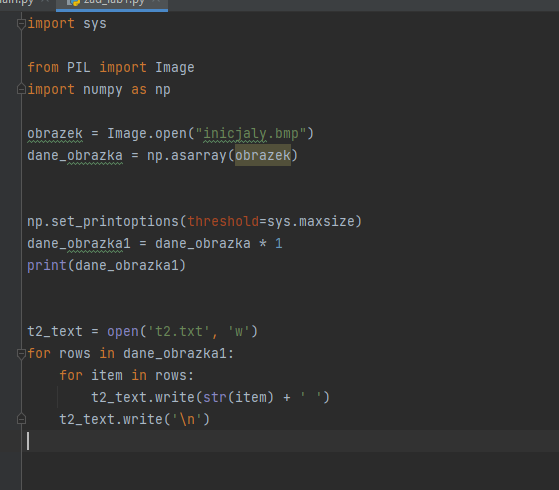 zad_lab1.py
import sys
from PIL import Image
import numpy as np
obrazek = Image.open("inicjaly.bmp")
dane_obrazka = np.asarray(obrazek)
np.set_printoptions(threshold=sys.maxsize)
dane_obrazka1 = dane_obrazka * 1
print(dane_obrazka1)
t2_text = open('t2.txt', 'w')
for rows in dane_obrazka1:
    for item in rows:
        t2_text.write(str(item) + ' ')
    t2_text.write('\n')